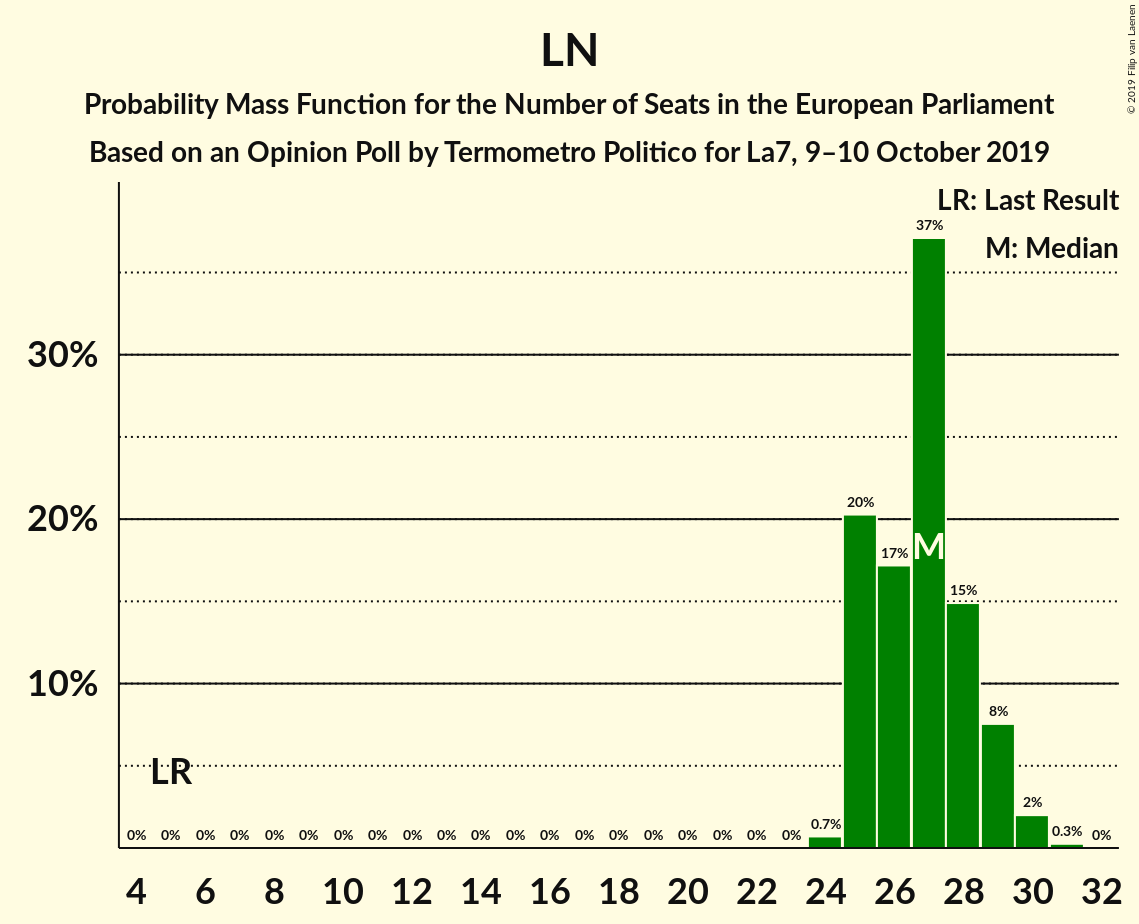 LN
Probability Mass Function for the Number of Seats in the European Parliament
Based on an Opinion Poll by Termometro Politico for La7, 9–10 October 2019
© 2019 Filip van Laenen
LR: Last Result
M: Median
37%
30%
20%
20%
17%
M
15%
10%
8%
LR
2%
0% 0% 0% 0% 0% 0% 0% 0% 0% 0% 0% 0% 0% 0% 0% 0% 0% 0% 0% 0% 0.7% 0.3% 0%
4 6 8 10 12 14 16 18 20 22 24 26 28 30 32